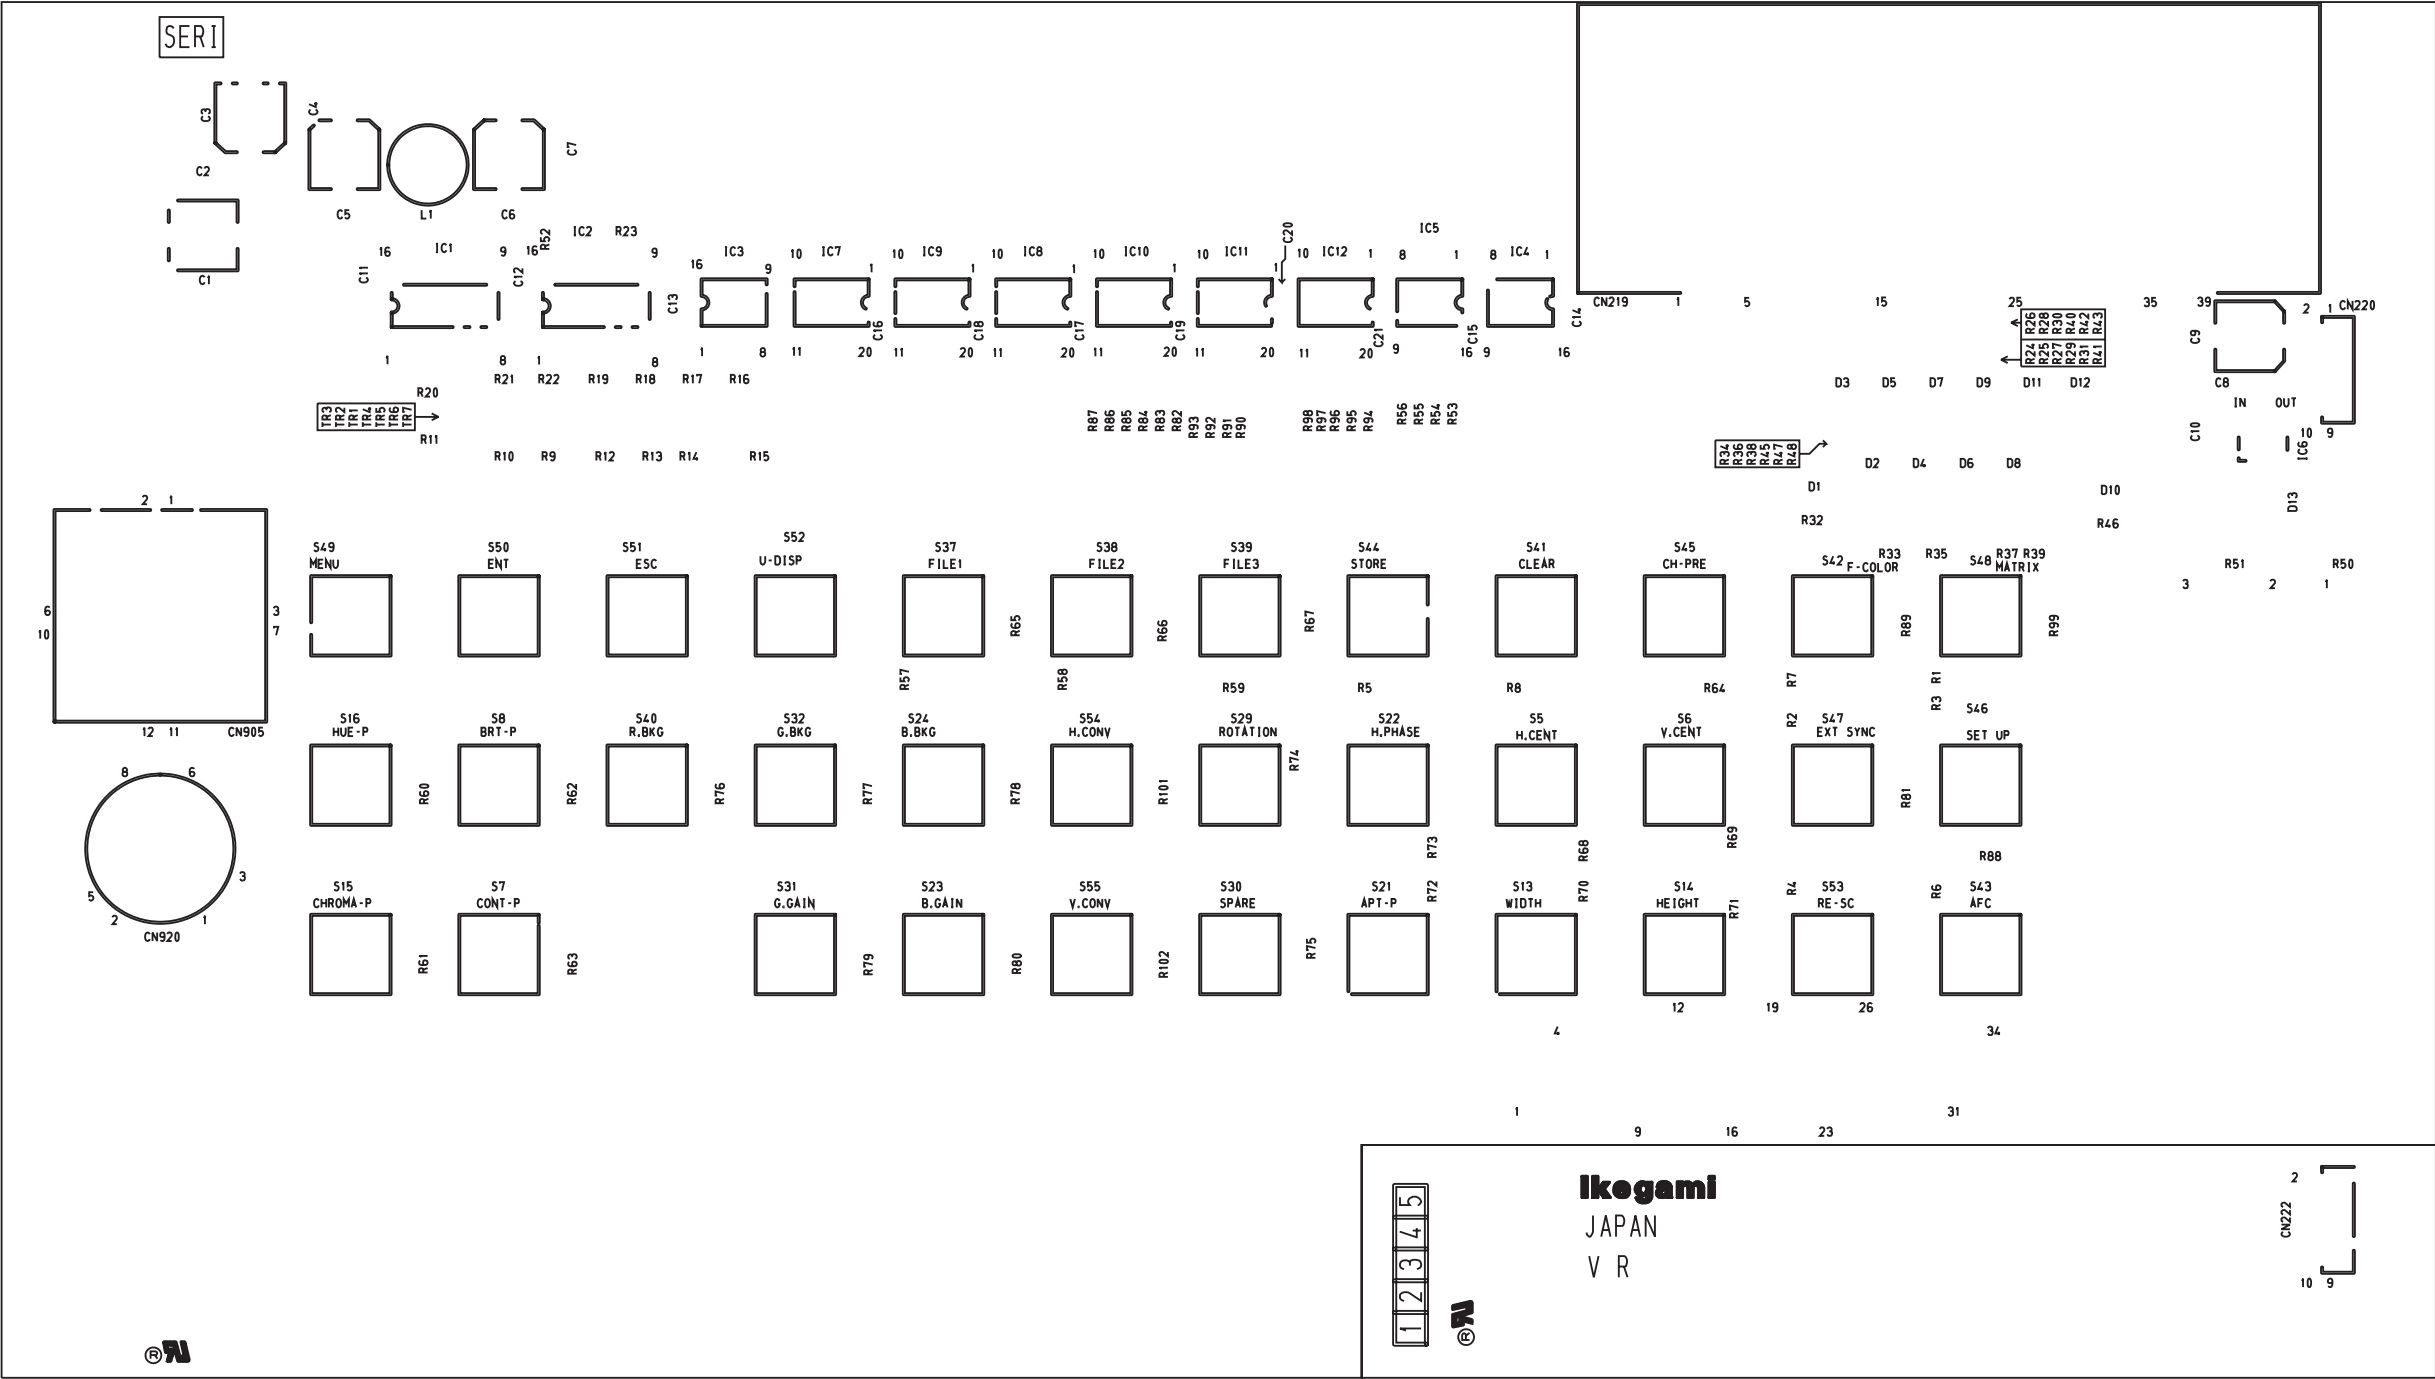 SERI
C3
C4
C7
C2
C5 L1 C6
C1
R52 IC2 R23 C20 IC5
16 IC1 9 16 9 IC3 10 IC7 10 IC9 10 IC8 10 IC10 10 IC11 10 IC12 1 8 1 8 IC4 1
16 9 1 1 1 1 1
C11 C12 C13 C16 C18 C17 C19 C21 C15 C14
1 8 1 8 1 8 11 20 11 20 11 20 11 20 11 20 11 20 9 16 9 16
CN219 1 5 15 25 35 39 2 1 CN220
R26 R28 R30 R40 R42 R43
R24 R25 R27 R29 R31 R41
C9
C8
R21 R22 R19 R18 R17 R16
D3 D5 D7 D9 D11 D12
R20
IN OUT
TR3 TR2 TR1 TR4 TR5 TR6 TR7
R87 R86 R85 R84 R83 R82 R93 R92 R91 R90 R98 R97 R96 R95 R94 R56 R55 R54 R53
R11
C10 10 9
IC6
R34 R36 R38 R45 R47 R48
R10 R9 R12 R13 R14 R15
D2 D4 D6 D8
D1 D10 D13
R32 R46
2 1
S49 S50 S51 S52 S37 S38 S39 S44 S41 S45 S42 R33 R35 S48 R37 R39
MENU ENT ESC U-DISP FILE1 FILE2 FILE3 STORE CLEAR CH-PRE F-COLOR MATRIX R51 R50
3 2 1
6 3
10 7
R65 R66 R67 R89 R99
R57 R58 R59 R5 R8 R64 R7 R1
R2 R3
S16 S8 S40 S32 S24 S54 S29 S22 S5 S6 S47 S46
12 11 CN905
HUE-P BRT-P R.BKG G.BKG B.BKG H.CONV ROTATION H.PHASE H.CENT V.CENT EXT SYNC SET UP
R74
8 6
R60 R62 R76 R77 R78 R101 R81
R73 R68 R69 R88
5 3
2 1
CN920
S15 S7 S31 S23 S55 S30 S21 R72 S13 R70 S14 R71 R4 S53 R6 S43
CHROMA-P CONT-P G.GAIN B.GAIN V.CONV SPARE APT-P WIDTH HEIGHT RE-SC AFC
R61 R63 R79 R80 R102 R75
12 19 26
4 34
1 31
9 16 23
1 2 3 4 5
Ikegami
JAPAN
V R
2
CN222
10 9
®
®